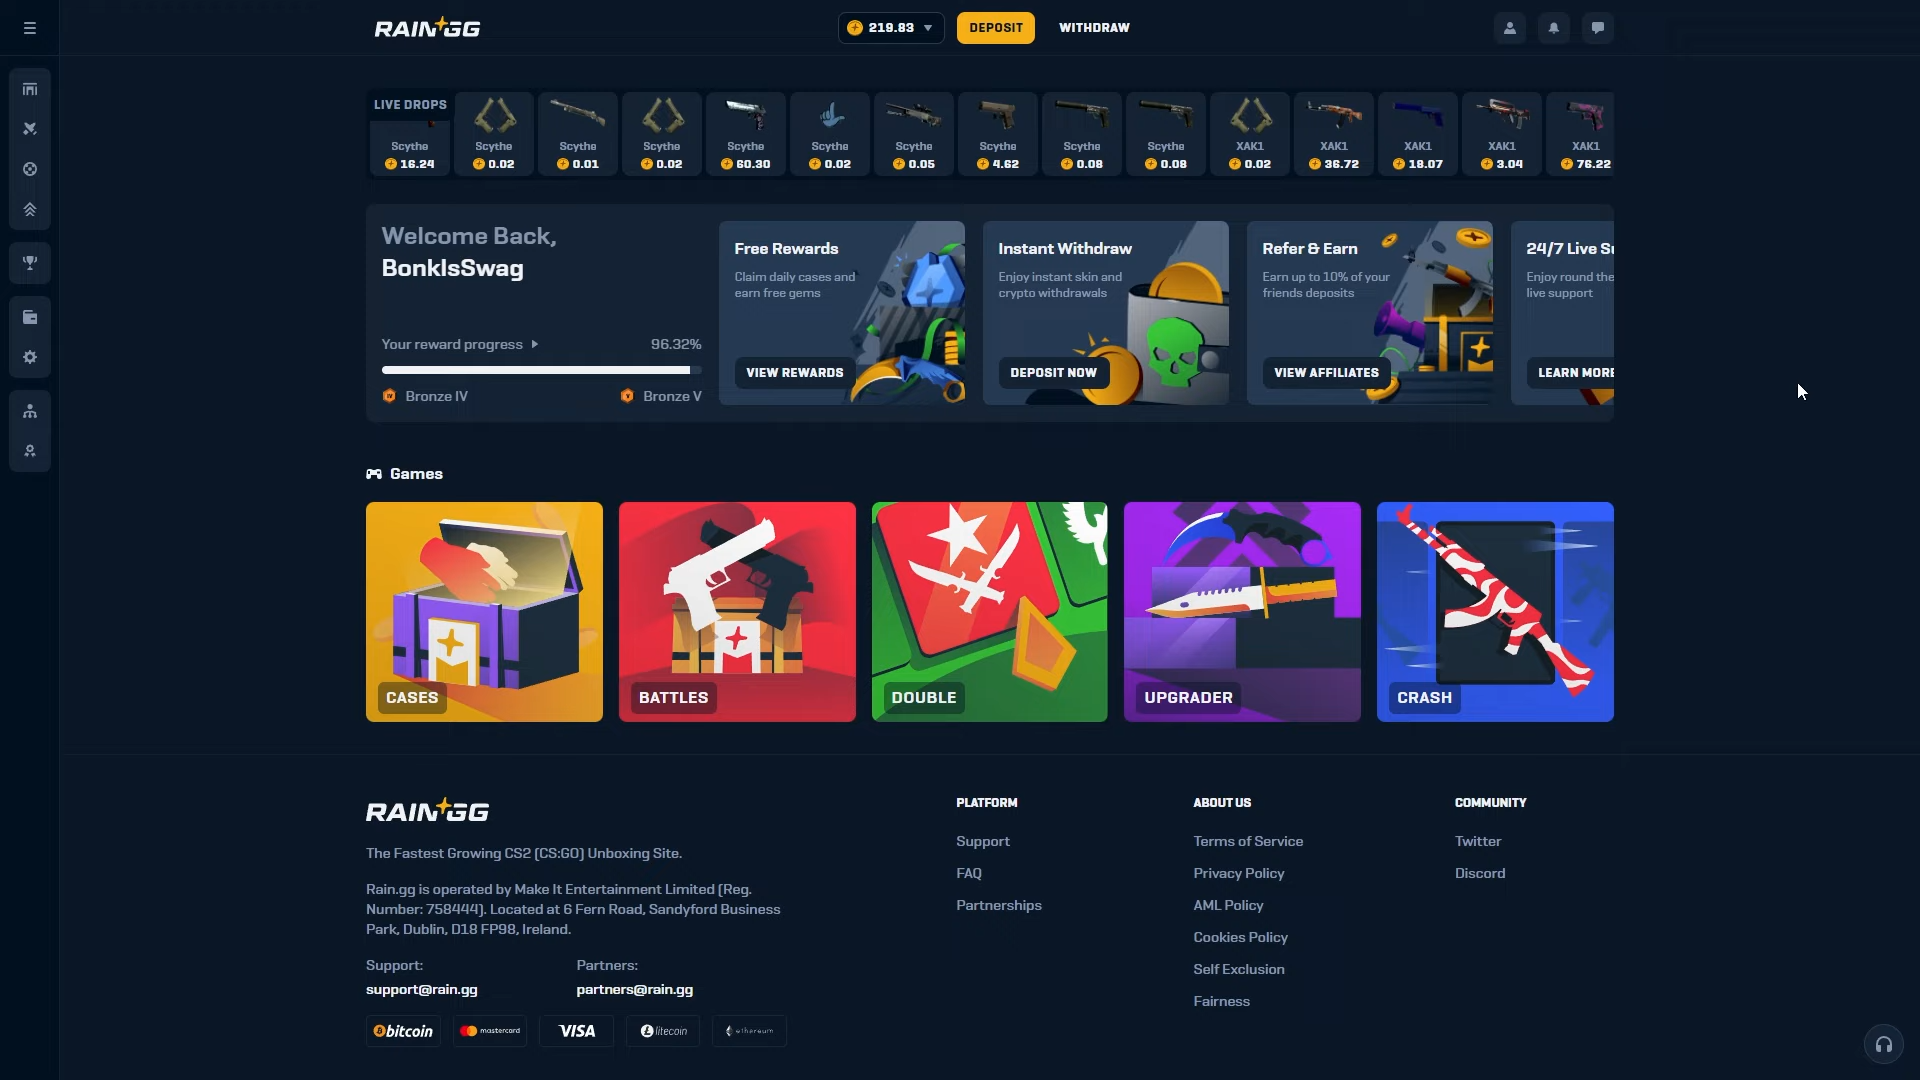 RAIN GG
219.83
DEPOSIT
WITHDRAW
LIVE DROPS
Scythe
16.24
Scythe
0.02
Scythe
0.01
Scythe
0.02
Scythe
60.30
Scythe
0.02
Scythe
0.05
Scythe
4.62
Scythe
0.08
Scythe
0.08
XAK1
0.02
XAK1
36.72
XAK1
18.07
XAK1
3.04
XAK1
76.22
Welcome Back,
BonkIsSwag
Your reward progress
96.32%
Bronze IV
Bronze V
Free Rewards
Claim daily cases and
earn free gems
VIEW REWARDS
Instant Withdraw
Enjoy instant skin and
crypto withdrawals
DEPOSIT NOW
Refer & Earn
Earn up to 10% of your
friends deposits
VIEW AFFILIATES
24/7 Live Su
Enjoy round the
live support
LEARN MORE
Games
CASES
BATTLES
DOUBLE
UPGRADER
CRASH
RAIN GG
The Fastest Growing CS2 (CS:GO) Unboxing Site.
Rain.gg is operated by Make It Entertainment Limited (Reg.
Number: 758444). Located at 6 Fern Road, Sandyford Business
Park, Dublin, D18 FP98, Ireland.
Support:
support@rain.gg
Partners:
partners@rain.gg
bitcoin
mastercard
VISA
litecoin
ethereum
PLATFORM
Support
FAQ
Partnerships
ABOUT US
Terms of Service
Privacy Policy
AML Policy
Cookies Policy
Self Exclusion
Fairness
COMMUNITY
Twitter
Discord